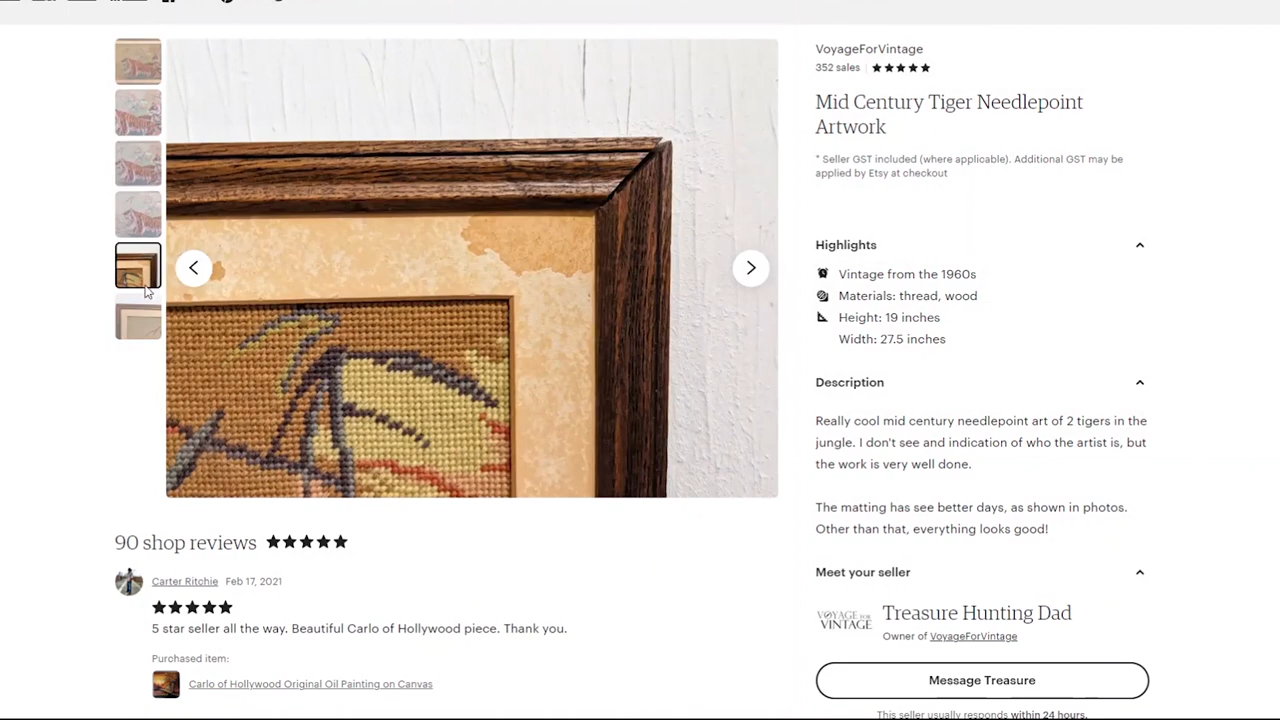 VoyageForVintage
352 sales
Mid Century Tiger Needlepoint
Artwork
* Seller GST included (where applicable). Additional GST may be
applied by Etsy at checkout
Highlights
Vintage from the 1960s
Materials: thread, wood
Height: 19 inches
Width: 27.5 inches
Description
Really cool mid century needlepoint art of 2 tigers in the
jungle. I don't see and indication of who the artist is, but
the work is very well done.
The matting has see better days, as shown in photos.
Other than that, everything looks good!
90 shop reviews
Carter Ritchie Feb 17, 2021
5 star seller all the way. Beautiful Carlo of Hollywood piece. Thank you.
Purchased item:
Carlo of Hollywood Original Oil Painting on Canvas
Meet your seller
VOYAGE FOR
VINTAGE
Treasure Hunting Dad
Owner of VoyageForVintage
Message Treasure
This seller usually responds within 24 hours.